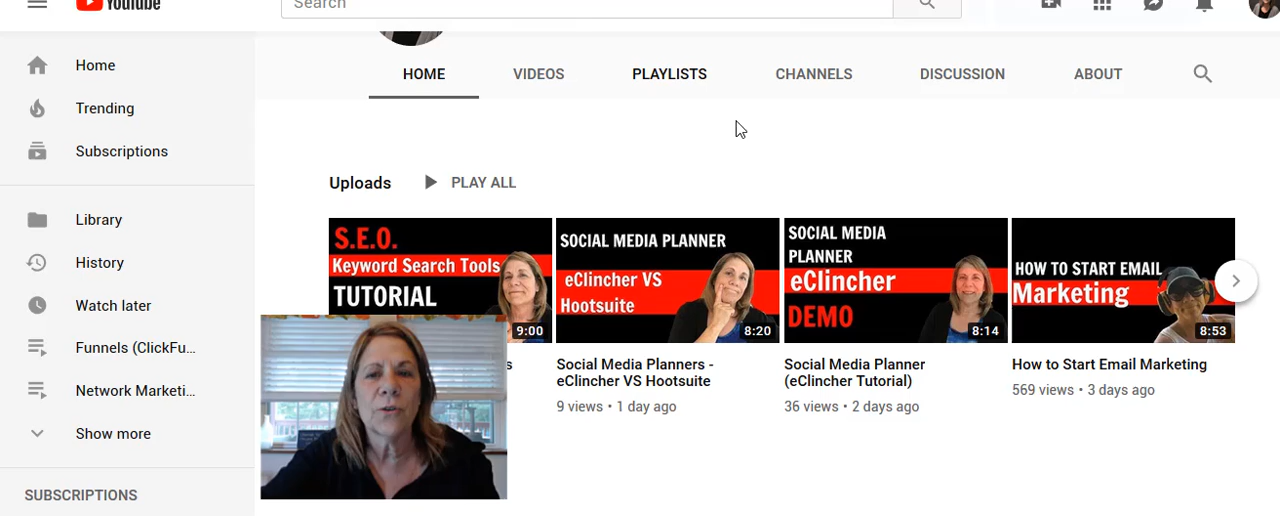 YouTube
Search
Home
Trending
Subscriptions
Library
History
Watch later
Funnels (ClickFu...
Network Marketi...
Show more
SUBSCRIPTIONS
HOME
VIDEOS
PLAYLISTS
CHANNELS
DISCUSSION
ABOUT
Uploads
PLAY ALL
S.E.O.
Keyword Search Tools
TUTORIAL
9:00
s
SOCIAL MEDIA PLANNER
eClincher VS
Hootsuite
8:20
Social Media Planners -
eClincher VS Hootsuite
9 views • 1 day ago
SOCIAL MEDIA
PLANNER
eClincher
DEMO
8:14
Social Media Planner
(eClincher Tutorial)
36 views • 2 days ago
HOW TO START EMAIL
Marketing
8:53
How to Start Email Marketing
569 views • 3 days ago